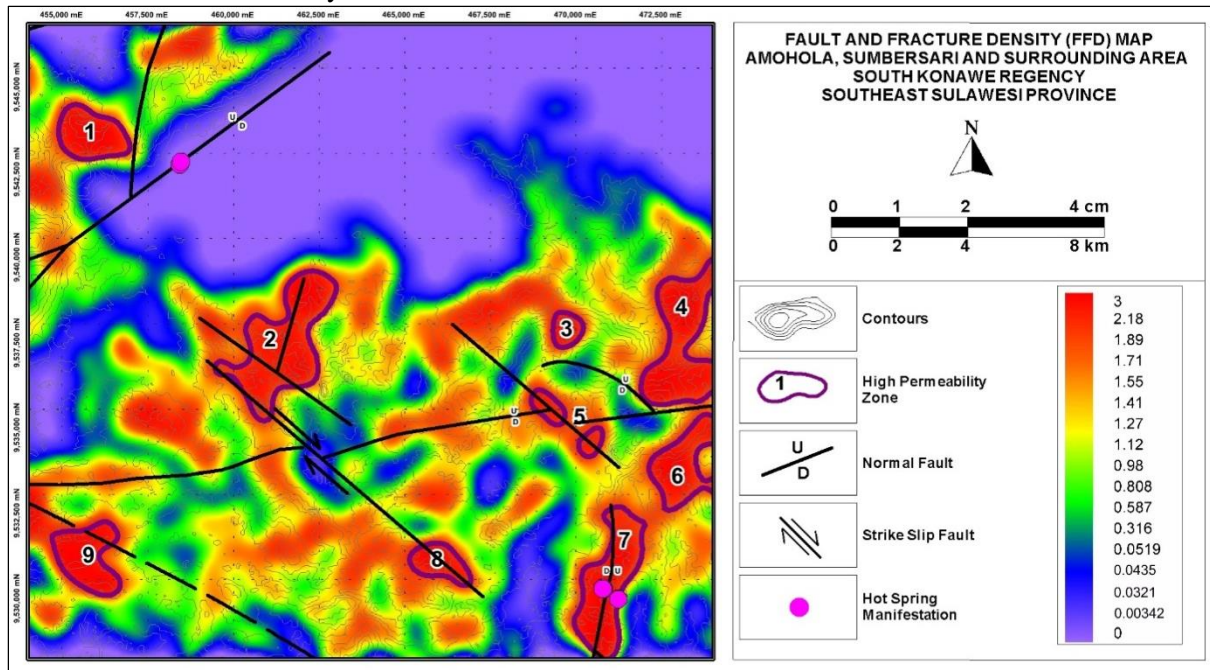 455,000 mE 457,500 mE 460,000 mE 462,500 mE 465,000 mE 467,500 mE 470,000 mE 472,500 mE
9,545,000 mN
9,542,500 mN
9,540,000 mN
9,537,500 mN
9,535,000 mN
9,532,500 mN
9,530,000 mN
U
D
1
2
3
4
U
D
5
U
D
6
7
8
9
D U
FAULT AND FRACTURE DENSITY (FFD) MAP
AMOHOLA, SUMBERSARI AND SURROUNDING AREA
SOUTH KONAWE REGENCY
SOUTHEAST SULAWESI PROVINCE
N
0 1 2 4 cm
0 2 4 8 km
Contours
1
High Permeability
Zone
U
D
Normal Fault
Strike Slip Fault
Hot Spring
Manifestation
3
2.18
1.89
1.71
1.55
1.41
1.27
1.12
0.98
0.808
0.587
0.316
0.0519
0.0435
0.0321
0.00342
0